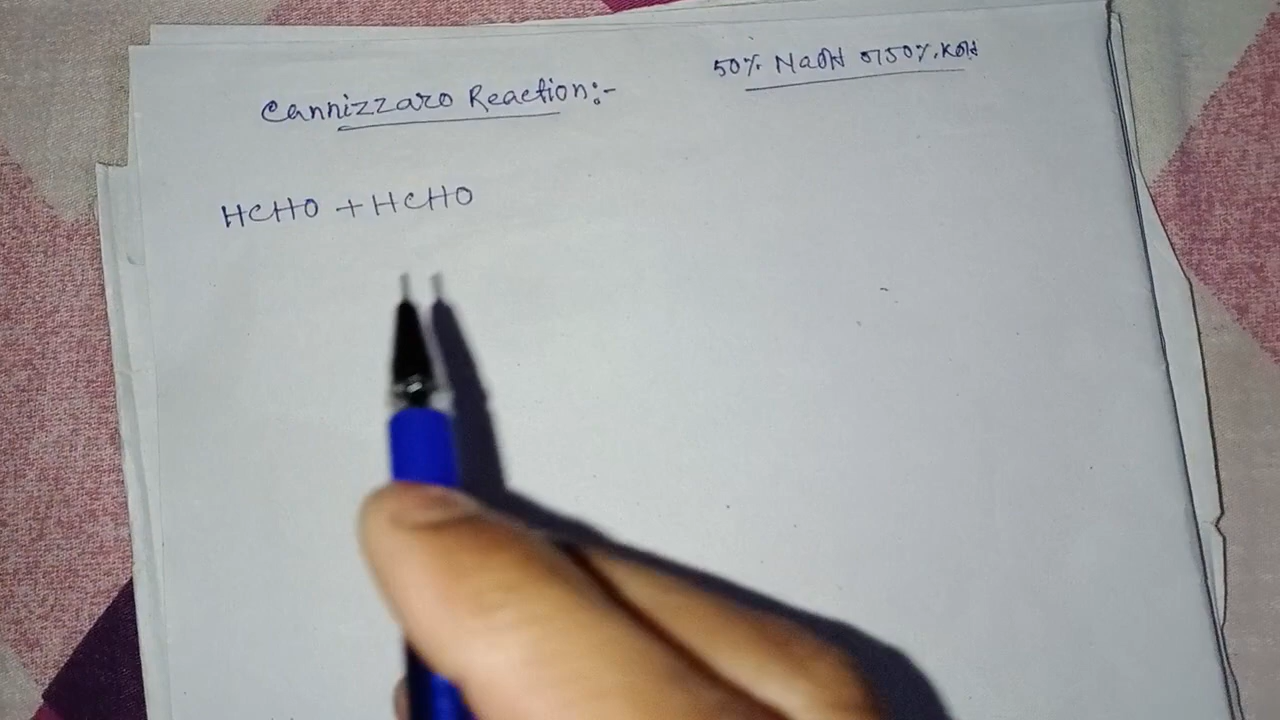 50% NaOH or 50% KOH
Cannizzaro Reaction:-
HCHO + HCHO